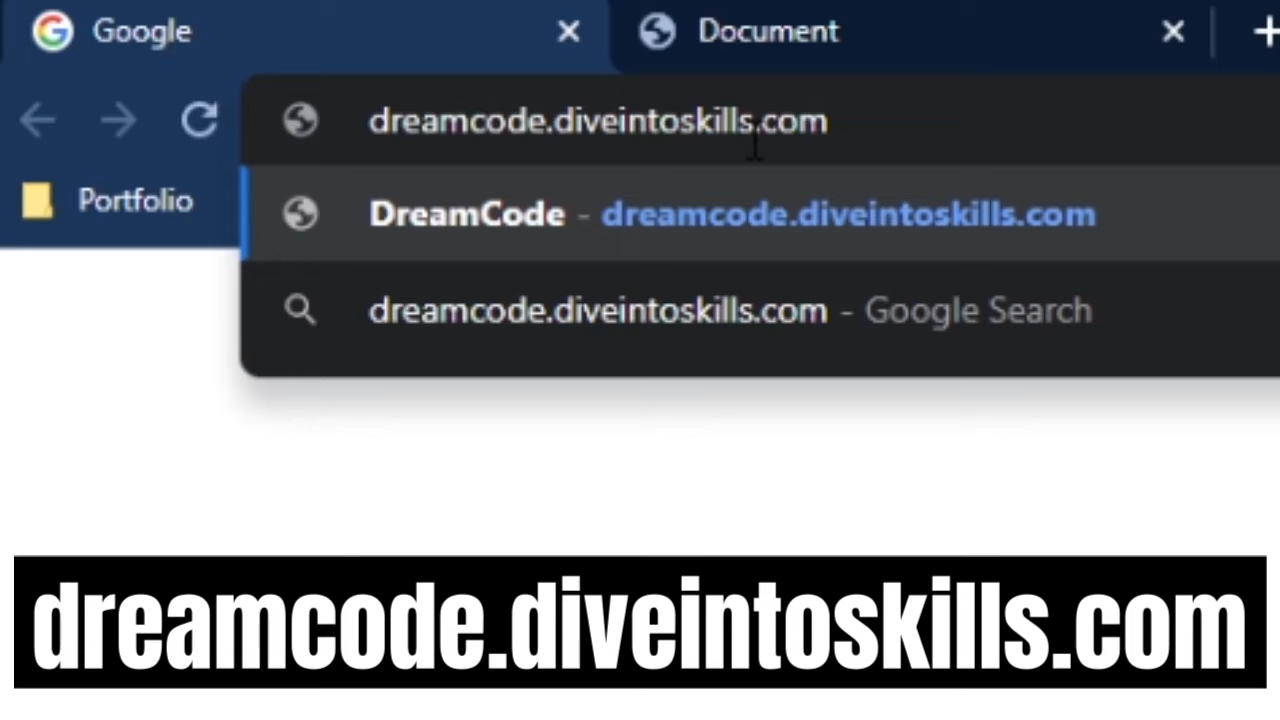 Google
Document
dreamcode.diveintoskills.com
Portfolio
DreamCode - dreamcode.diveintoskills.com
dreamcode.diveintoskills.com - Google Search
dreamcode.diveintoskills.com